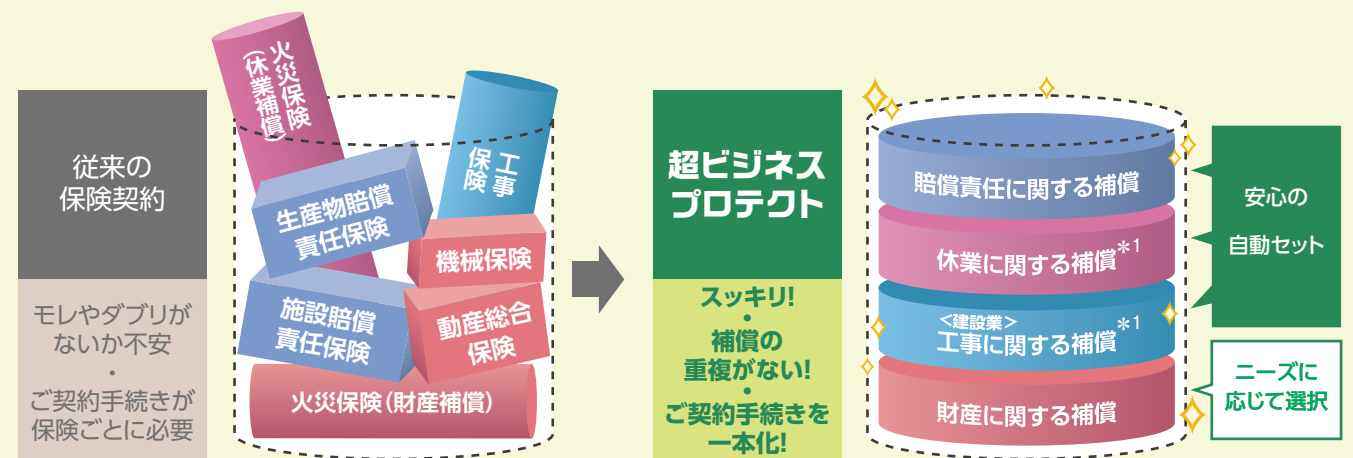 従来の
保険契約
モレやダブりが
ないか不安
・
ご契約手続きが
保険ごとに必要
火災保険
（休業補償）
工事
保険
生産物賠償
責任保険
機械保険
施設賠償
責任保険
動産総合
保険
火災保険（財産補償）
超ビジネス
プロテクト
スッキリ!
・
補償の
重複がない!
・
ご契約手続きを
一本化!
賠償責任に関する補償
休業に関する補償＊1
＜建設業＞
工事に関する補償＊1
財産に関する補償
安心の
自動セット
ニーズに
応じて選択